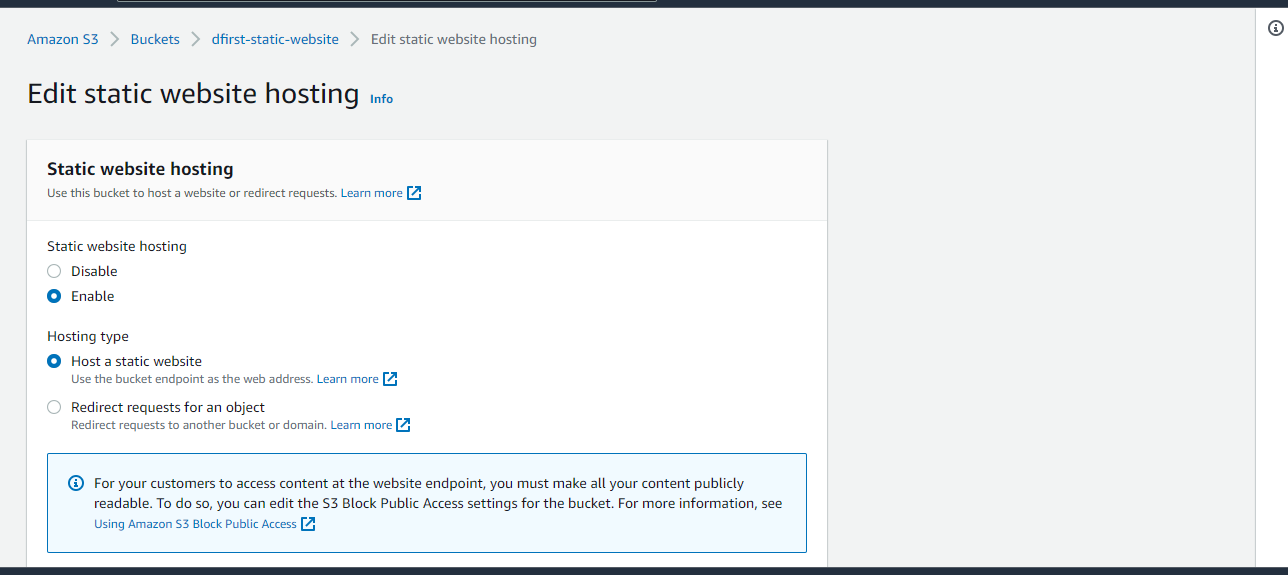 Amazon S3 > Buckets > dfirst-static-website > Edit static website hosting
Edit static website hosting Info
Static website hosting
Use this bucket to host a website or redirect requests. Learn more
Static website hosting
Disable
Enable
Hosting type
Host a static website
Use the bucket endpoint as the web address. Learn more
Redirect requests for an object
Redirect requests to another bucket or domain. Learn more
For your customers to access content at the website endpoint, you must make all your content publicly
readable. To do so, you can edit the S3 Block Public Access settings for the bucket. For more information, see
Using Amazon S3 Block Public Access